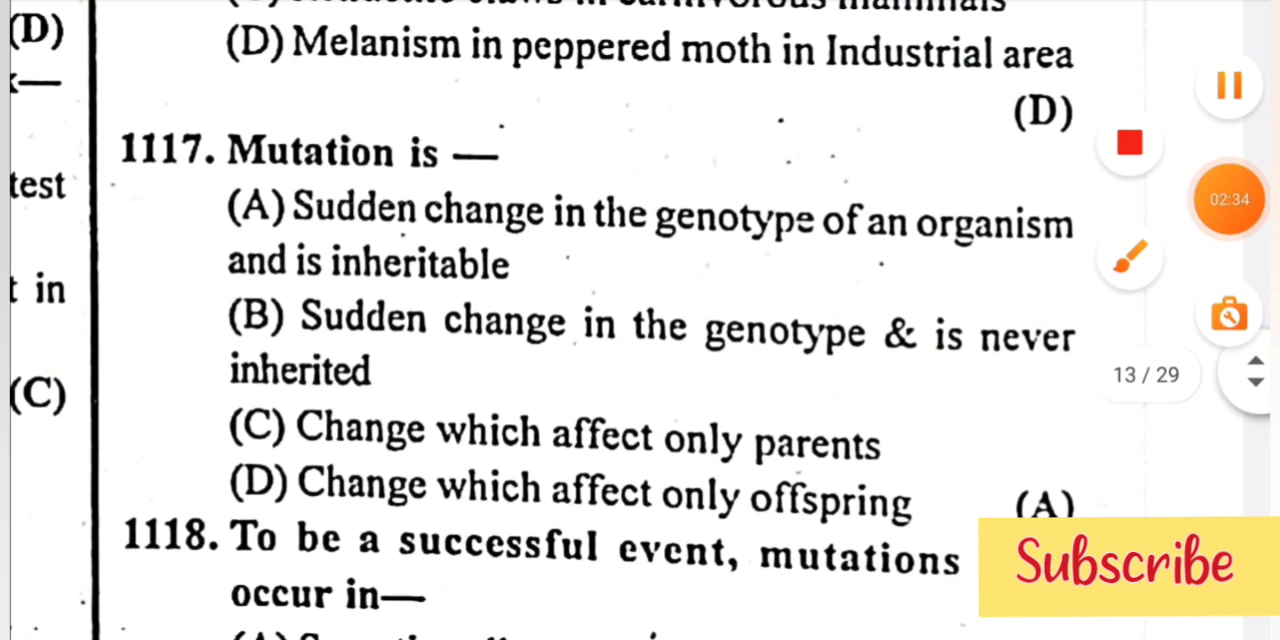 (D) Melanism in peppered moth in Industrial area
(D)
1117. Mutation is —
(A) Sudden change in the genotype of an organism
and is inheritable
(B) Sudden change in the genotype & is never
inherited
(C) Change which affect only parents
(D) Change which affect only offspring (A)
1118. To be a successful event, mutations
occur in—
(D)
test
in
(C)
02:34
13 / 29
Subscribe